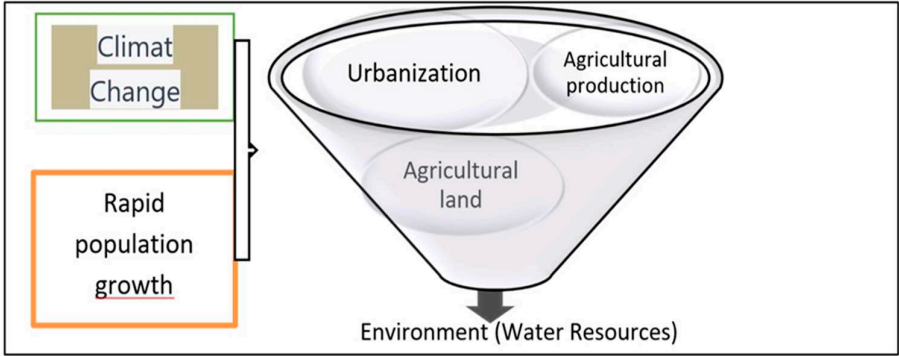 Climat
Change
Rapid
population
growth
Urbanization
Agricultural
production
Agricultural
land
Environment (Water Resources)